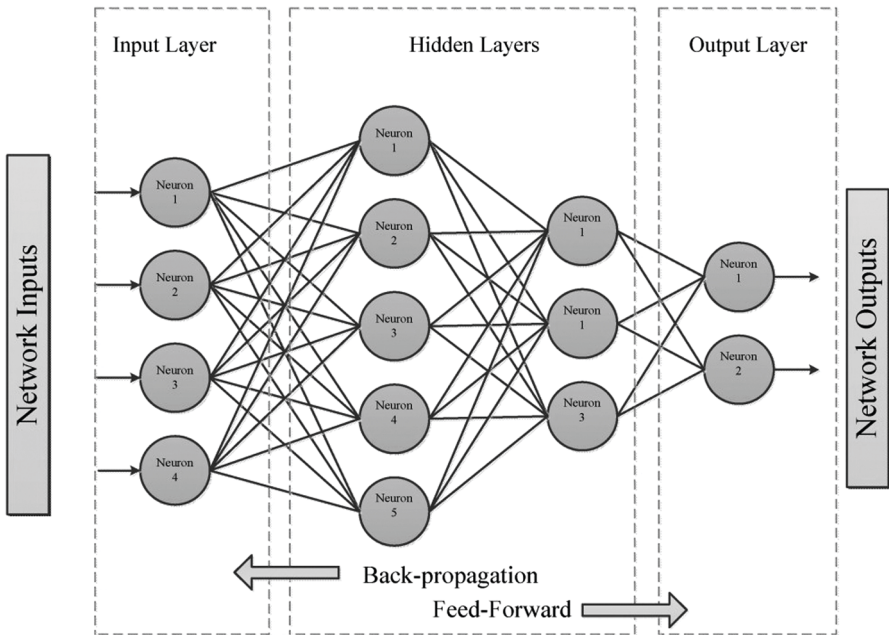 Input Layer
Hidden Layers
Output Layer
Network Inputs
Neuron
1
Neuron
2
Neuron
3
Neuron
4
Neuron
1
Neuron
2
Neuron
3
Neuron
4
Neuron
5
Neuron
1
Neuron
1
Neuron
3
Neuron
1
Neuron
2
Network Outputs
Back-propagation
Feed-Forward